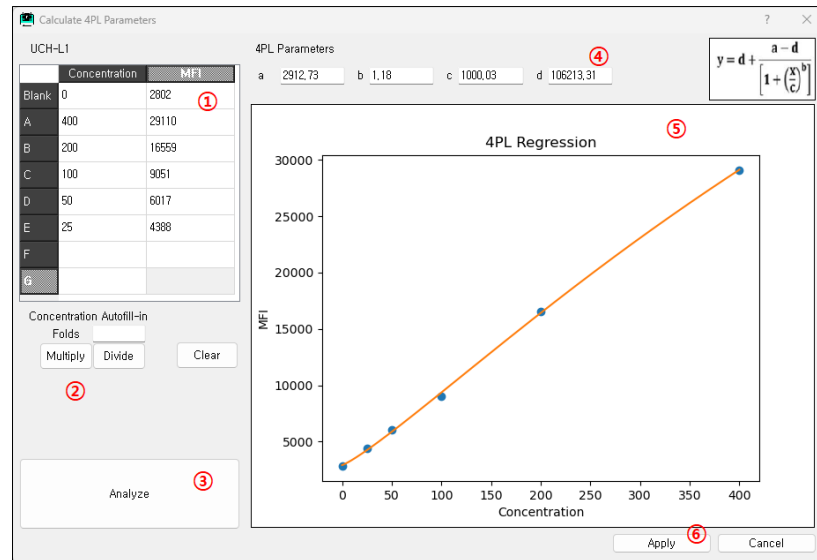 Calculate 4PL Parameters
?
UCH-L1
Concentration MFI
Blank 0 2802
A 400 29110
B 200 16559
C 100 9051
D 50 6017
E 25 4388
F
G
①
Concentration Autofill-in
Folds
Multiply Divide Clear
②
Analyze
③
4PL Parameters
④
a 2912,73 b 1,18 c 1000,03 d 106213,31
y = d + a − d / [1 + (x/c)^b]
⑤
4PL Regression
30000
25000
20000
15000
10000
5000
MFI
0 50 100 150 200 250 300 350 400
Concentration
Apply ⑥ Cancel